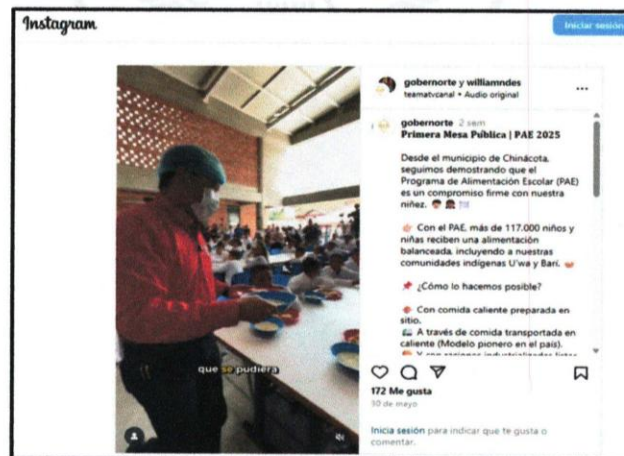 Instagram
Iniciar sesión
gobernorte y williamndes
teamatvcanal • Audio original
gobernorte 2 sem
Primera Mesa Pública | PAE 2025
Desde el municipio de Chinácota,
seguimos demostrando que el
Programa de Alimentación Escolar (PAE)
es un compromiso firme con nuestra
niñez.
Con el PAE, más de 117.000 niños y
niñas reciben una alimentación
balanceada, incluyendo a nuestras
comunidades indígenas U'wa y Barí.
¿Cómo lo hacemos posible?
Con comida caliente preparada en
sitio.
A través de comida transportada en
caliente (Modelo pionero en el país).
Y con raciones industrializadas listas
que se pudiera
172 Me gusta
30 de mayo
Inicia sesión para indicar que te gusta o
comentar.